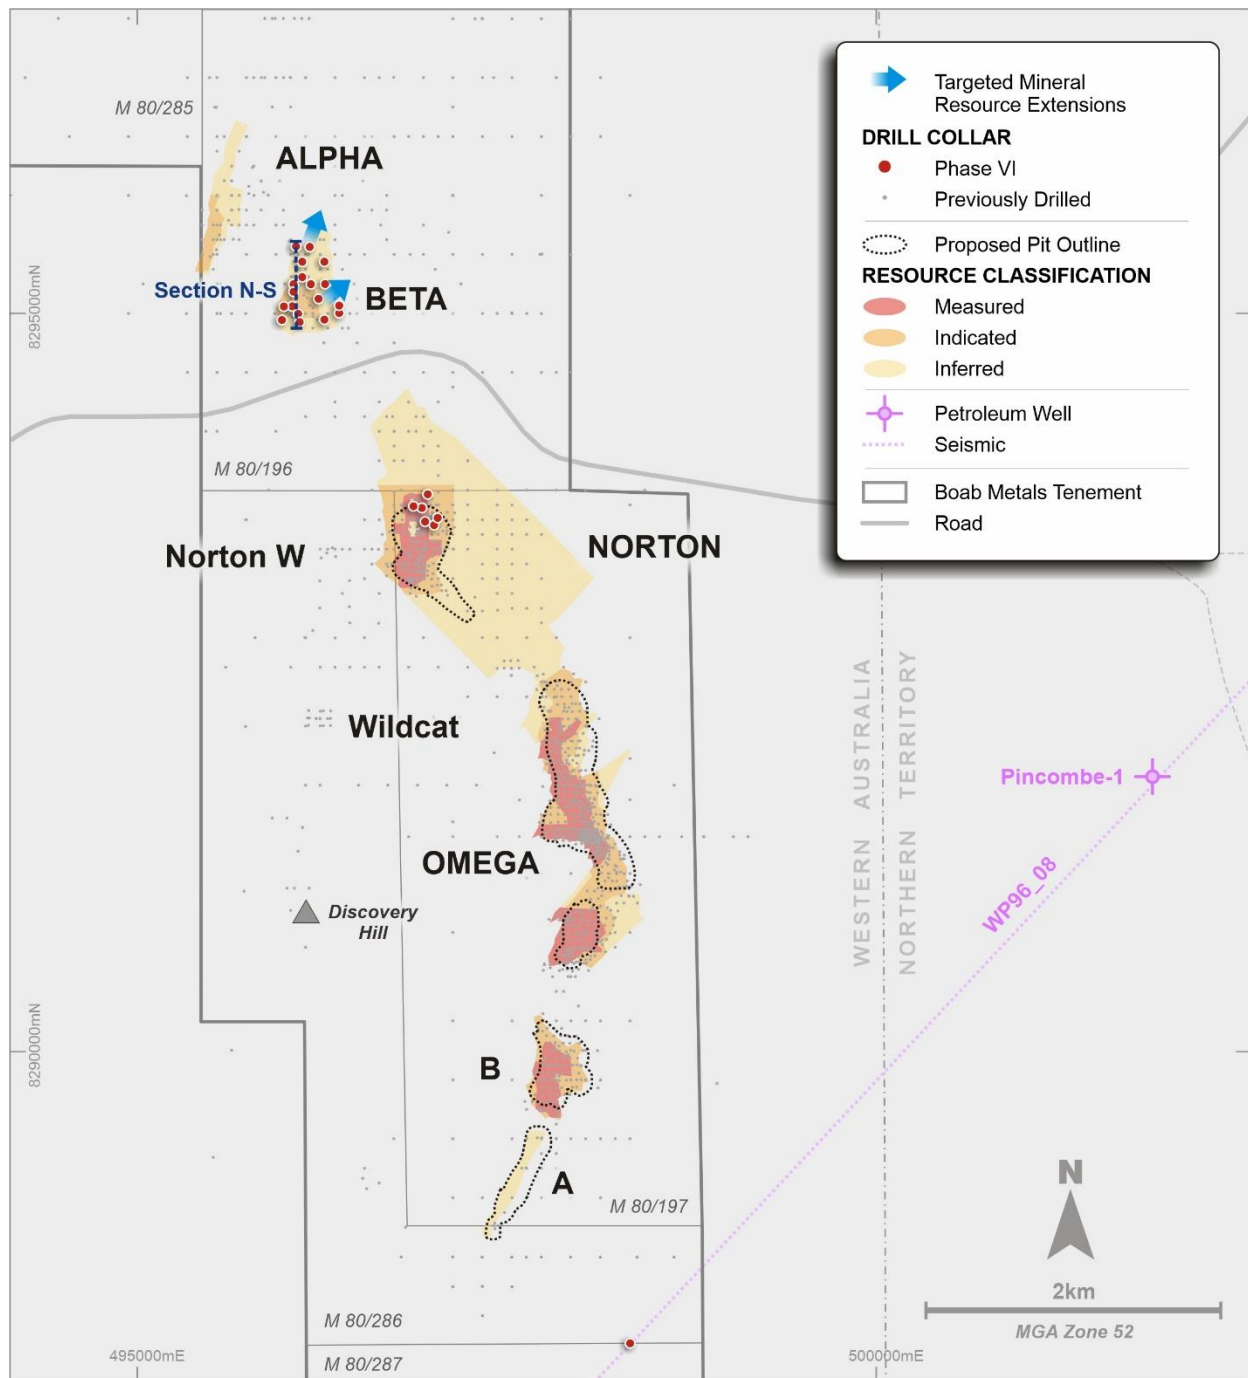 M 80/285
ALPHA
Section N-S
BETA
8295000mN
M 80/196
Norton W
NORTON
Wildcat
OMEGA
Discovery
Hill
8290000mN
B
A
M 80/197
M 80/286
M 80/287
495000mE
500000mE
WESTERN AUSTRALIA
NORTHERN TERRITORY
Pincombe-1
WP96_08
N
2km
MGA Zone 52
Targeted Mineral
Resource Extensions
DRILL COLLAR
Phase VI
Previously Drilled
Proposed Pit Outline
RESOURCE CLASSIFICATION
Measured
Indicated
Inferred
Petroleum Well
Seismic
Boab Metals Tenement
Road